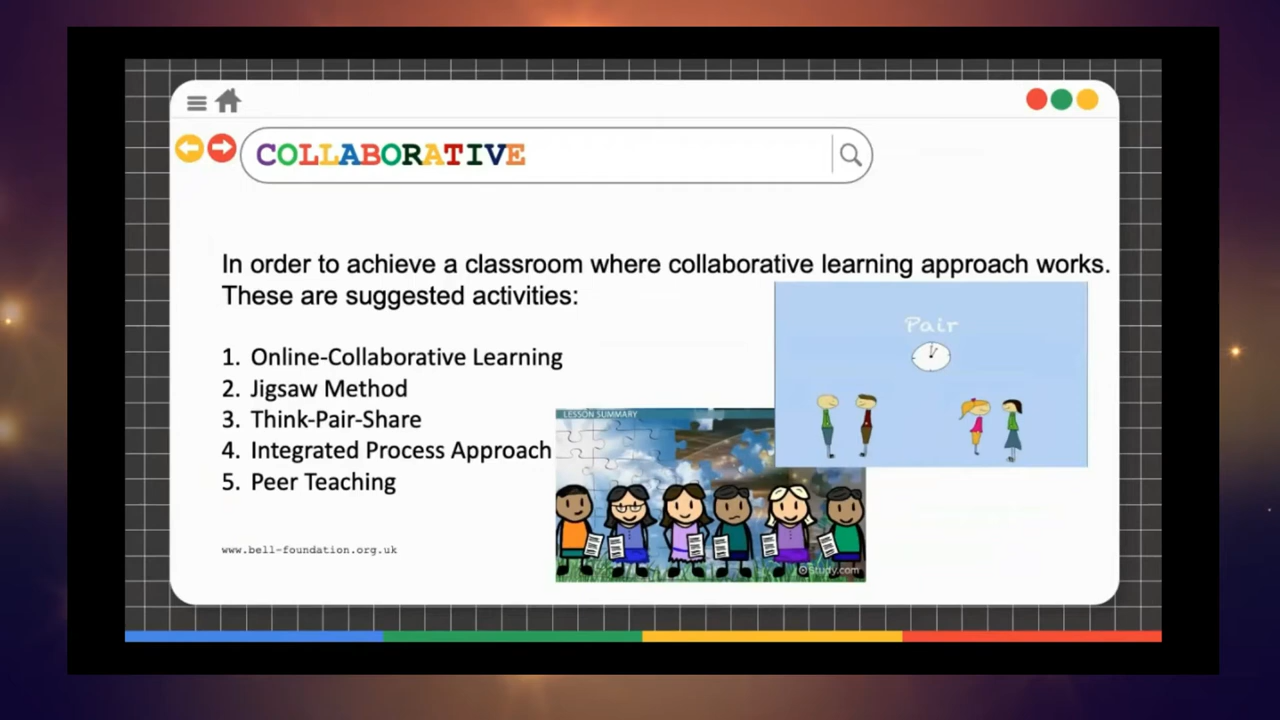 COLLABORATIVE
In order to achieve a classroom where collaborative learning approach works.
These are suggested activities:
1. Online-Collaborative Learning
2. Jigsaw Method
3. Think-Pair-Share
4. Integrated Process Approach
5. Peer Teaching
Pair
LESSON SUMMARY
Study.com
www.bell-foundation.org.uk